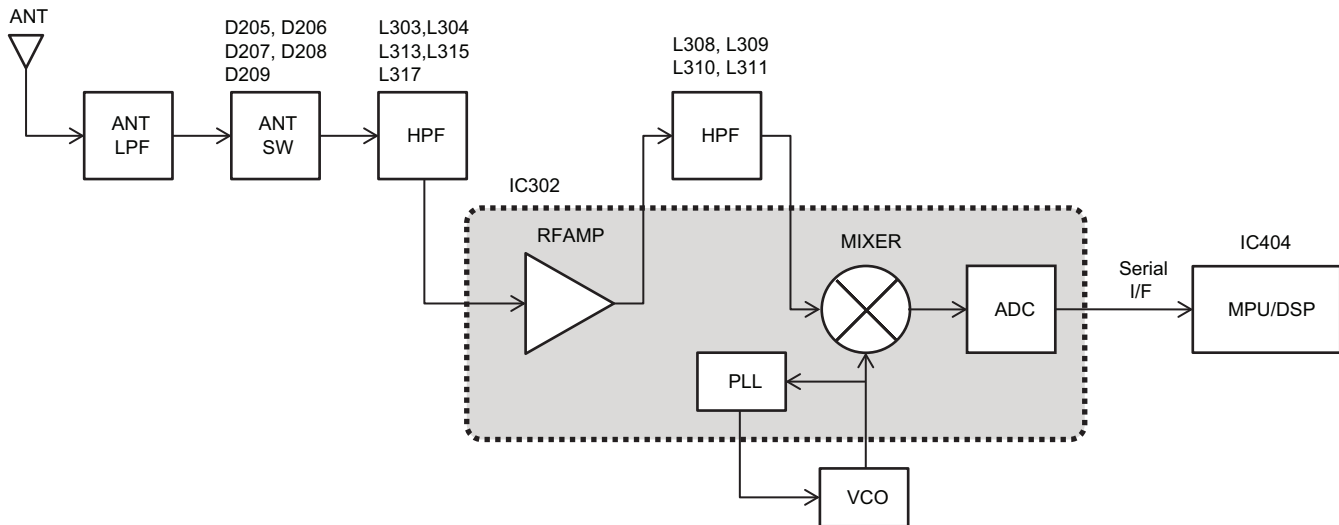 ANT
D205, D206
D207, D208
D209
L303,L304
L313,L315
L317
L308, L309
L310, L311
ANT
LPF
ANT
SW
HPF
HPF
IC302
RFAMP
MIXER
IC404
Serial
I/F
ADC
MPU/DSP
PLL
VCO